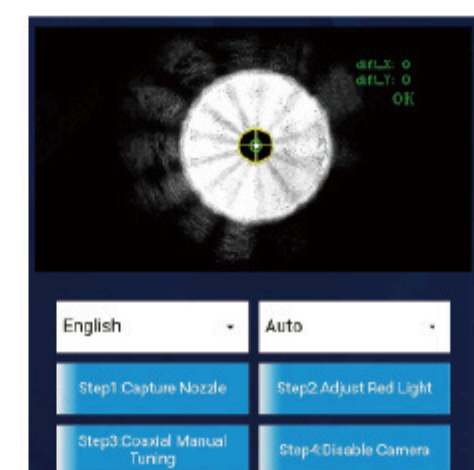 diff_X: 0
diff_Y: 0
OK
English
Auto
Step1:Capture Nozzle
Step2:Adjust Red Light
Step3:Coaxial Manual
Tuning
Step4:Disable Camera